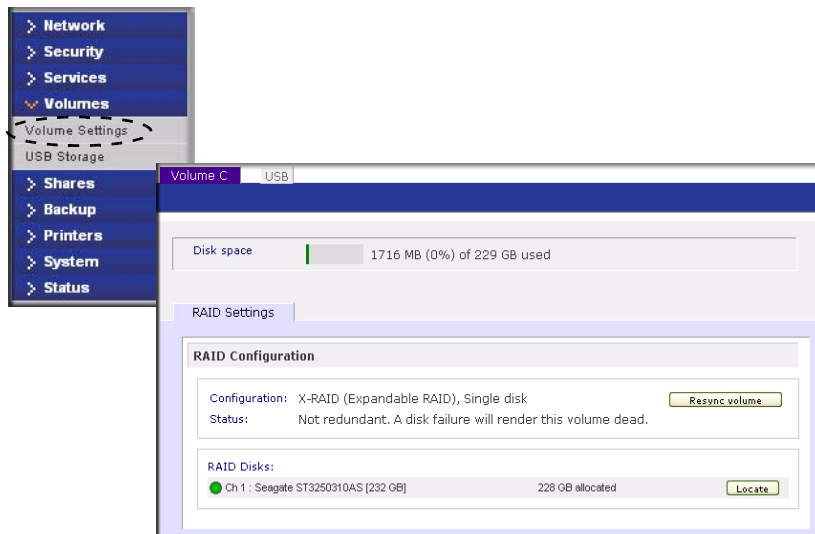 Network
Security
Services
Volumes
Volume Settings
USB Storage
Shares
Backup
Printers
System
Status
Volume C USB
Disk space 1716 MB (0%) of 229 GB used
RAID Settings
RAID Configuration
Configuration: X-RAID (Expandable RAID), Single disk Resync volume
Status: Not redundant. A disk failure will render this volume dead.
RAID Disks:
Ch 1 : Seagate ST3250310AS [232 GB] 228 GB allocated Locate